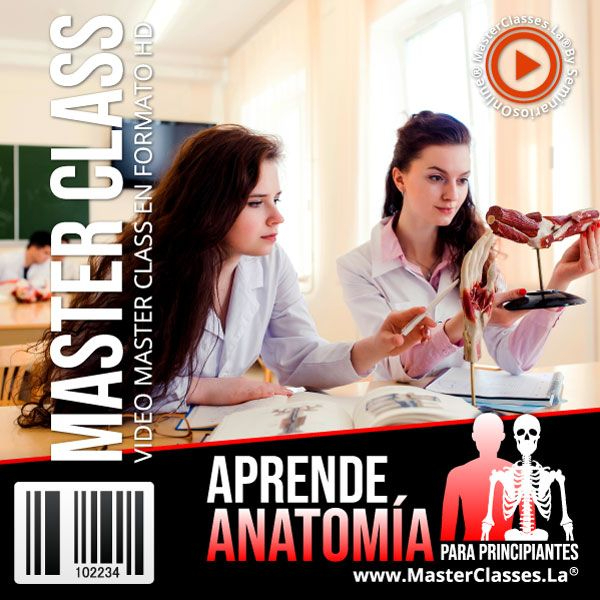 MASTER CLASS
VIDEO MASTER CLASS EN FORMATO HD
MasterClasses.La®By SeminariosOnline®
102234
APRENDE
ANATOMÍA
PARA PRINCIPIANTES
www.MasterClasses.La®